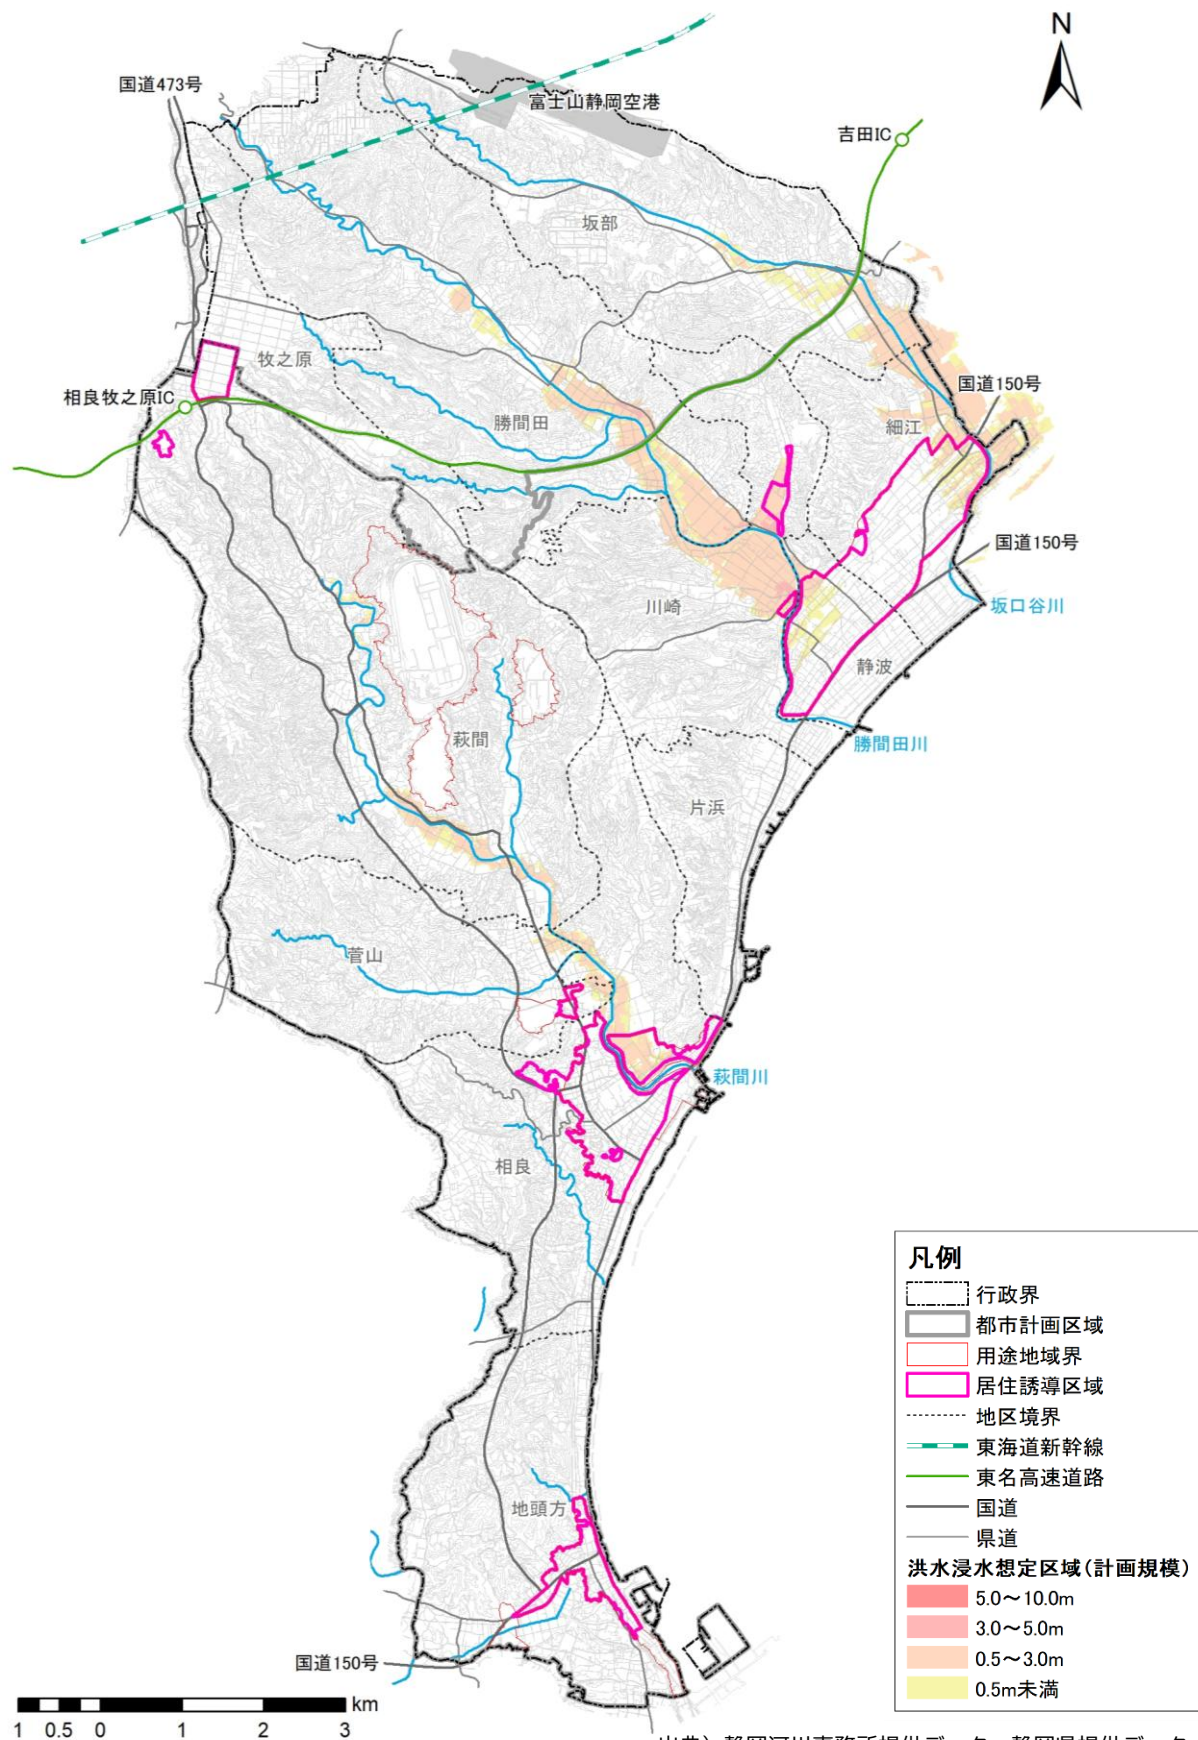 N
国道473号
富士山静岡空港
吉田IC
坂部
牧之原
国道150号
相良牧之原IC
勝間田
細江
国道150号
川崎
坂口谷川
静波
萩間
勝間田川
片浜
菅山
萩間川
相良
地頭方
国道150号
凡例
行政界
都市計画区域
用途地域界
居住誘導区域
地区境界
東海道新幹線
東名高速道路
国道
県道
洪水浸水想定区域(計画規模)
5.0～10.0m
3.0～5.0m
0.5～3.0m
0.5m未満
km
1 0.5 0 1 2 3